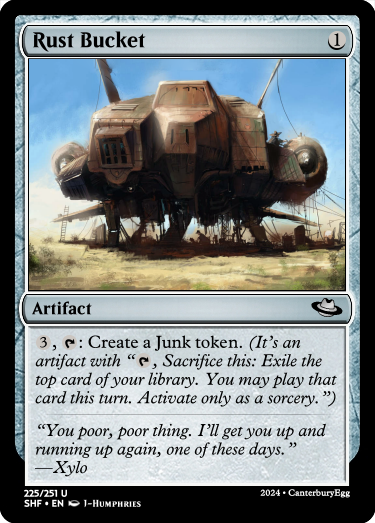 Rust Bucket 1
Artifact
3, : Create a Junk token. (It's an
artifact with “, Sacrifice this: Exile the
top card of your library. You may play that
card this turn. Activate only as a sorcery.”)
“You poor, poor thing. I'll get you up and
running up again, one of these days.”
—Xylo
225/251 U
SHF • EN J-Humphries
2024 • CanterburyEgg